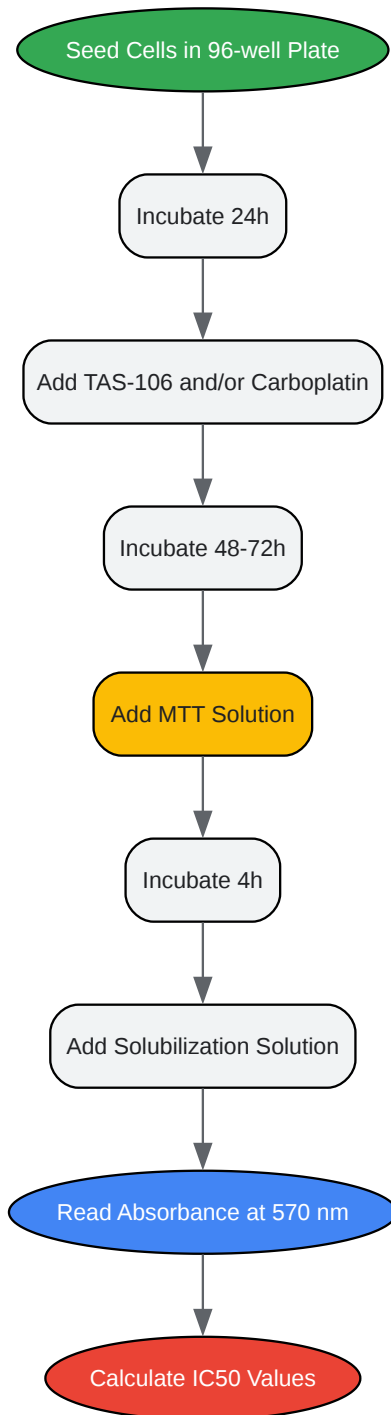 Seed Cells in 96-well Plate
Incubate 24h
Add TAS-106 and/or Carboplatin
Incubate 48-72h
Add MTT Solution
Incubate 4h
Add Solubilization Solution
Read Absorbance at 570 nm
Calculate IC50 Values